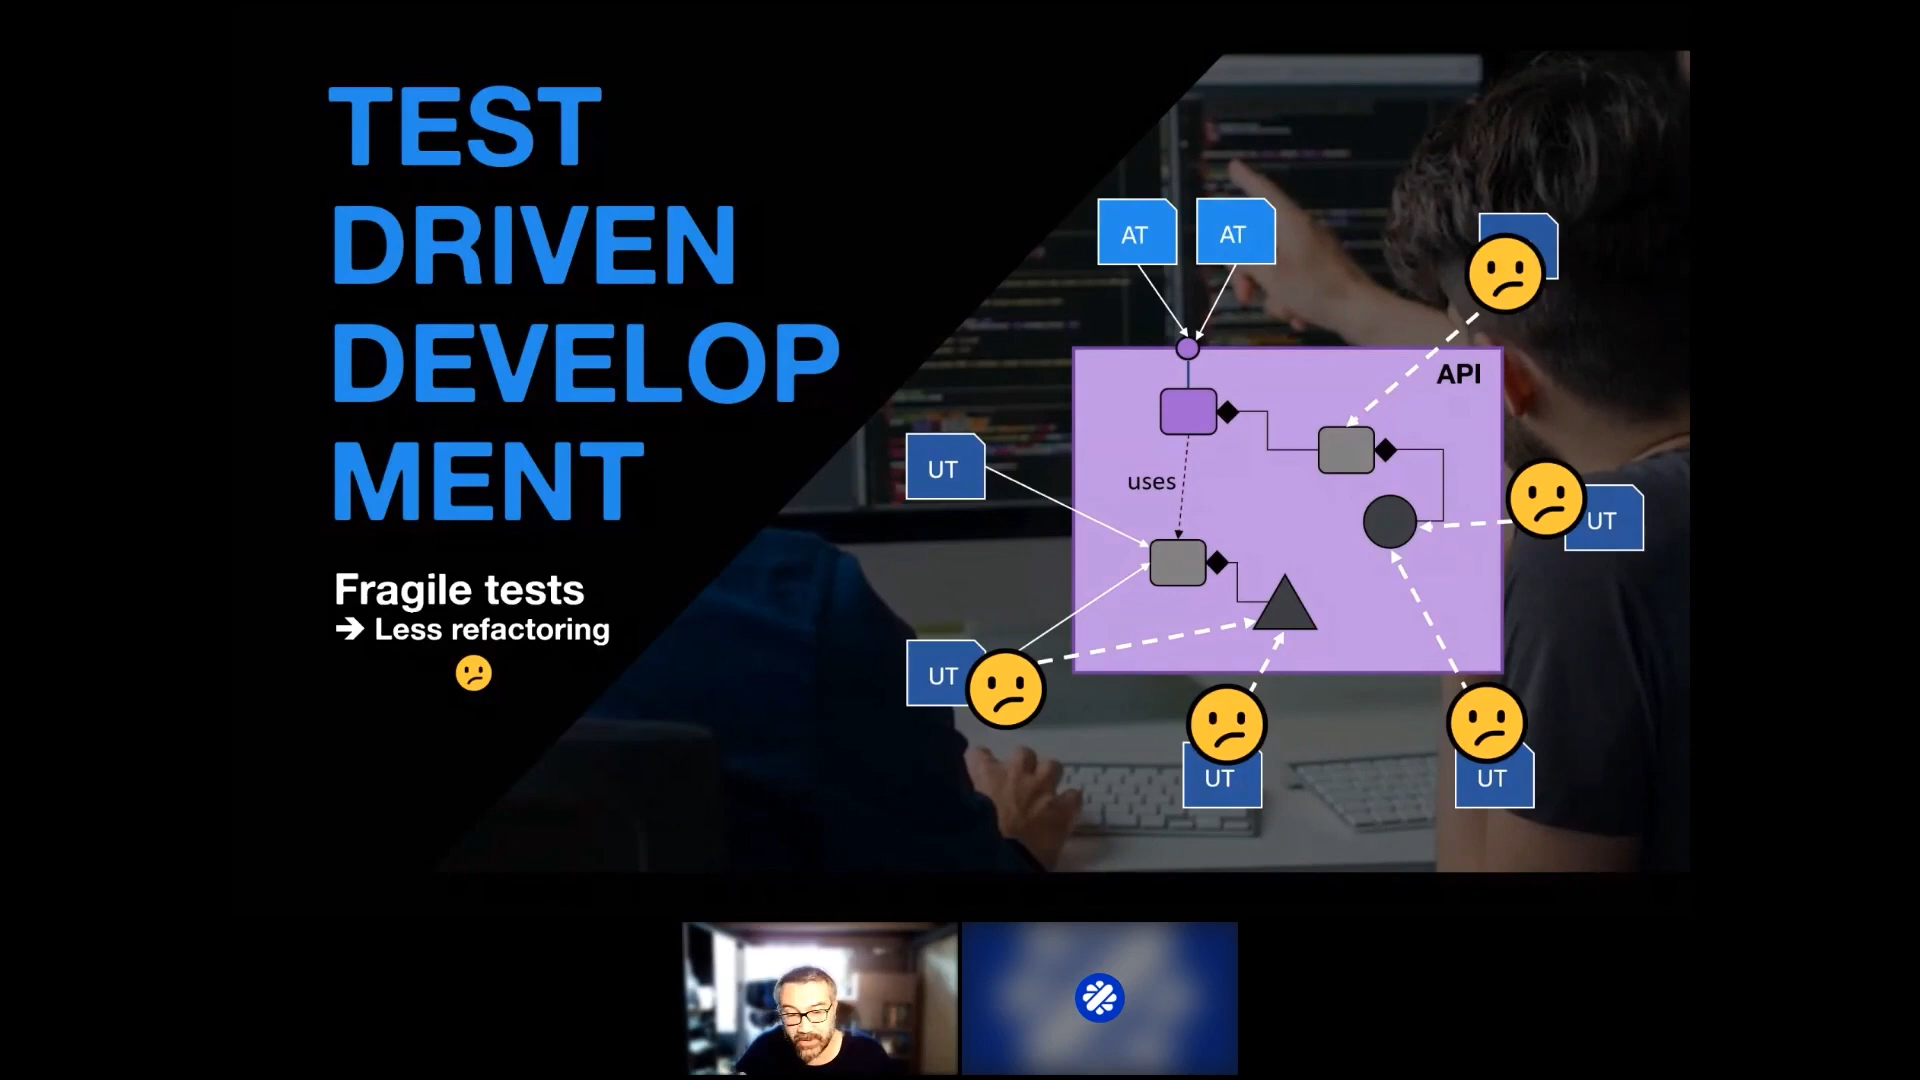 TEST
DRIVEN
DEVELOP
MENT
Fragile tests
➔ Less refactoring
AT
AT
API
UT
uses
UT
UT
UT
UT